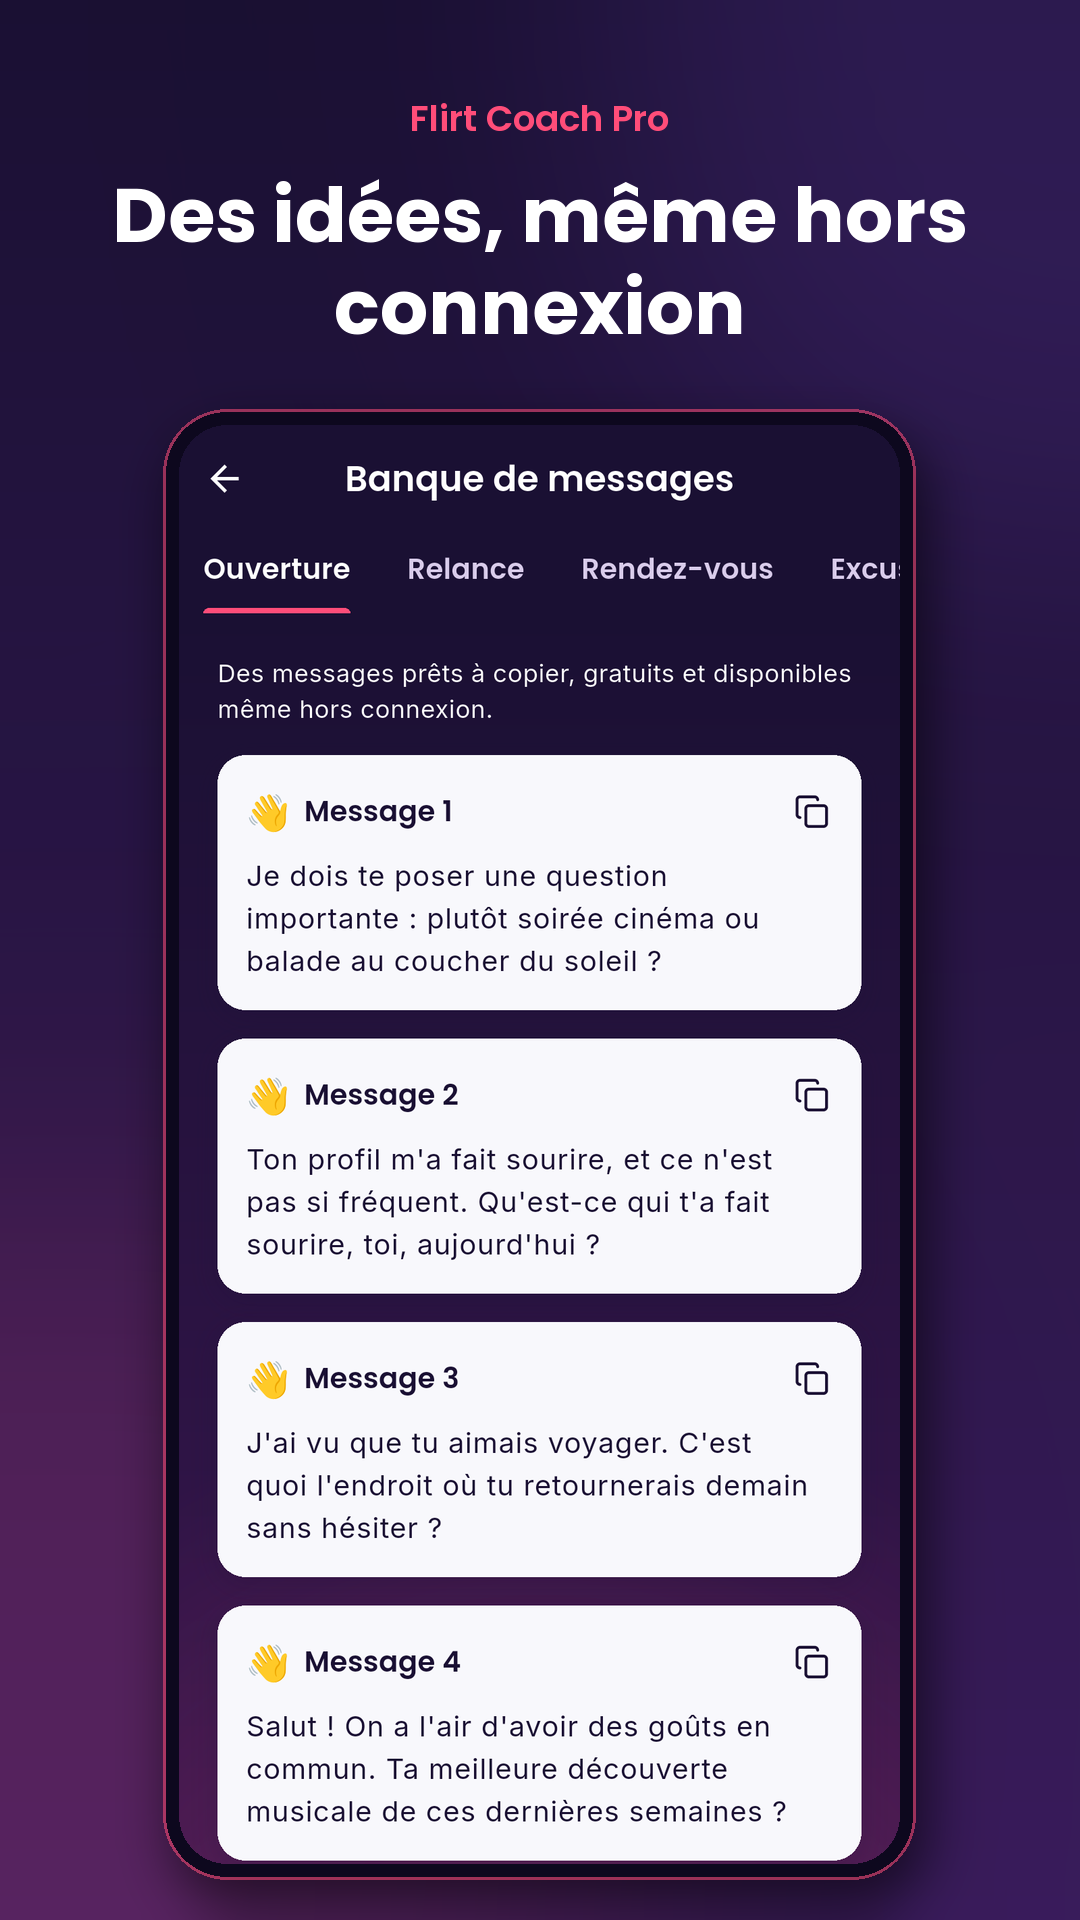 Flirt Coach Pro
Des idées, même hors
connexion
Banque de messages
Ouverture Relance Rendez-vous Excus
Des messages prêts à copier, gratuits et disponibles
même hors connexion.
👋 Message 1
Je dois te poser une question
importante : plutôt soirée cinéma ou
balade au coucher du soleil ?
👋 Message 2
Ton profil m'a fait sourire, et ce n'est
pas si fréquent. Qu'est-ce qui t'a fait
sourire, toi, aujourd'hui ?
👋 Message 3
J'ai vu que tu aimais voyager. C'est
quoi l'endroit où tu retournerais demain
sans hésiter ?
👋 Message 4
Salut ! On a l'air d'avoir des goûts en
commun. Ta meilleure découverte
musicale de ces dernières semaines ?